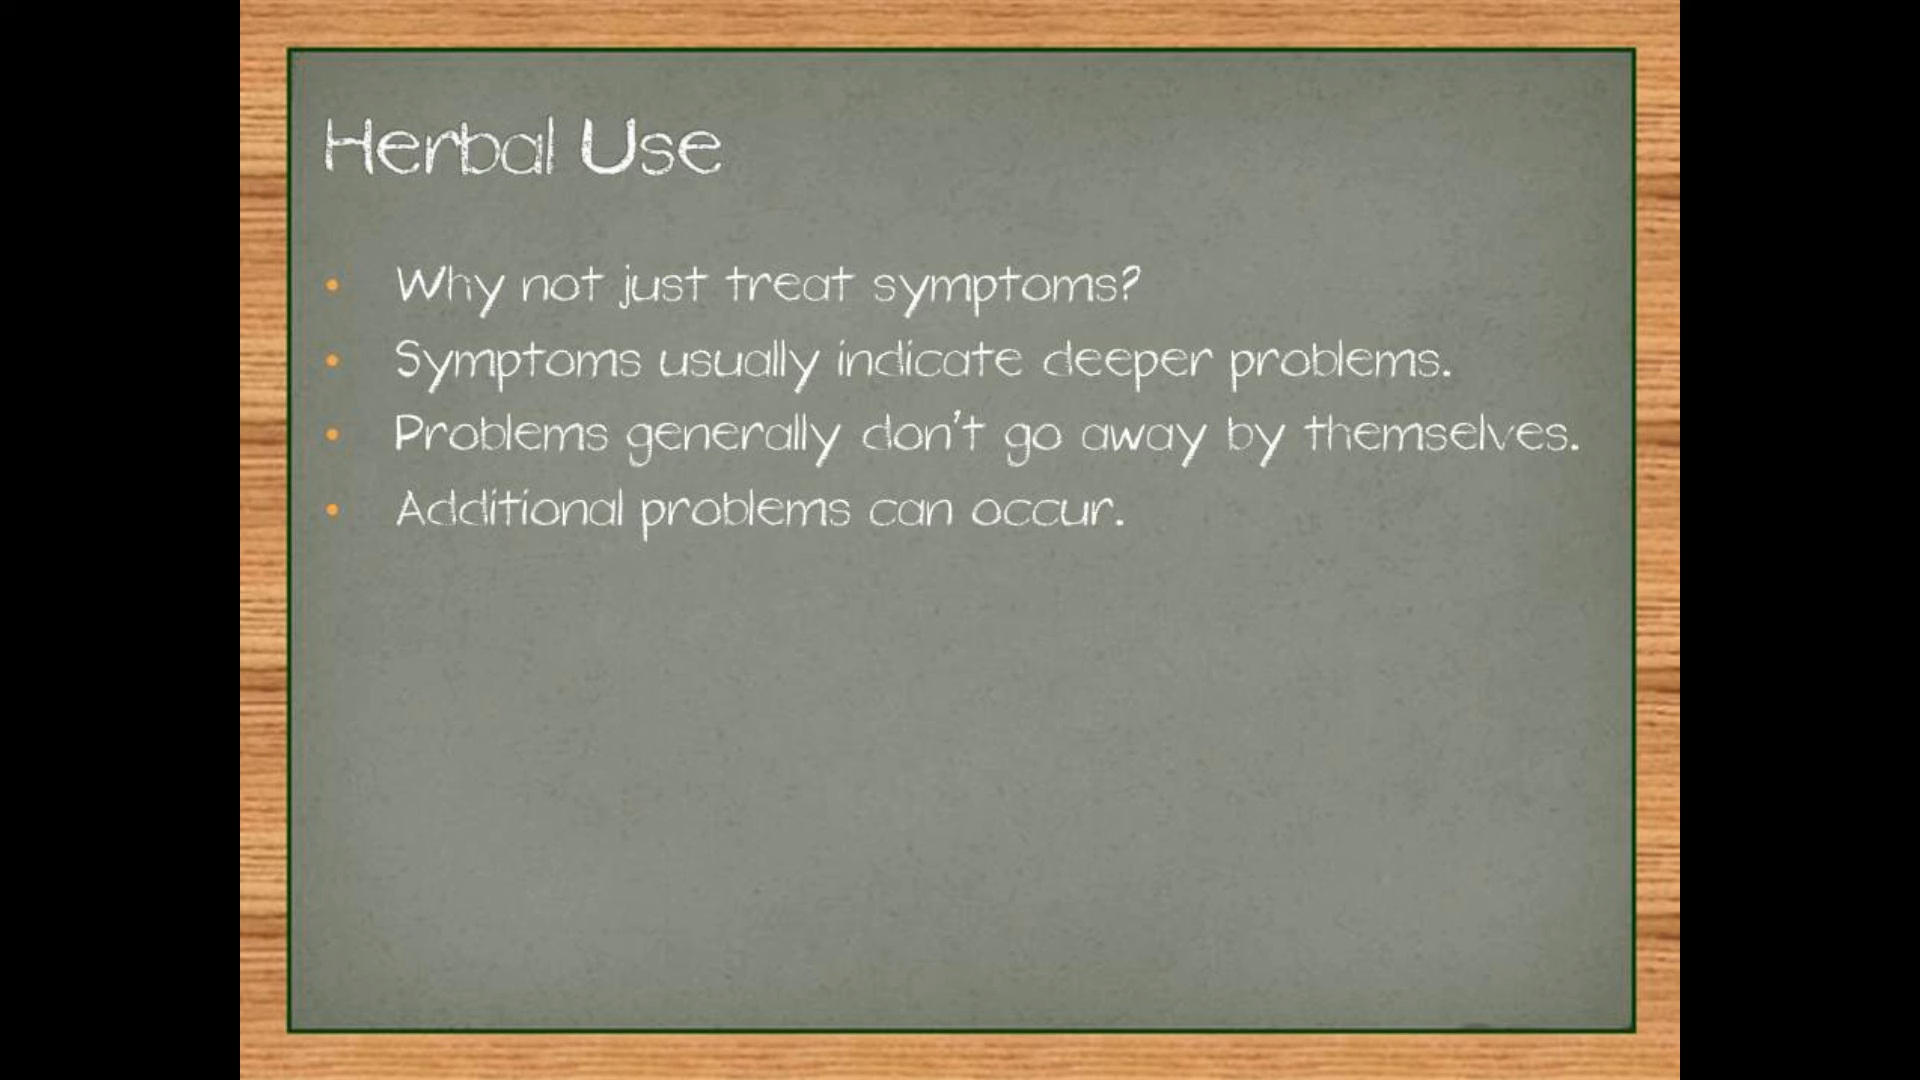 Herbal Use
• Why not just treat symptoms?
• Symptoms usually indicate deeper problems.
• Problems generally don't go away by themselves.
• Additional problems can occur.